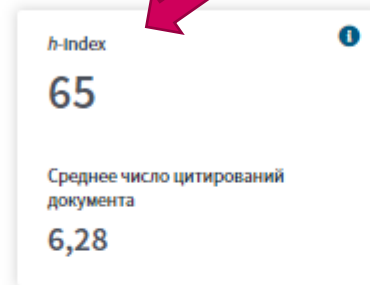 h-index
65
Среднее число цитирований
документа
6,28